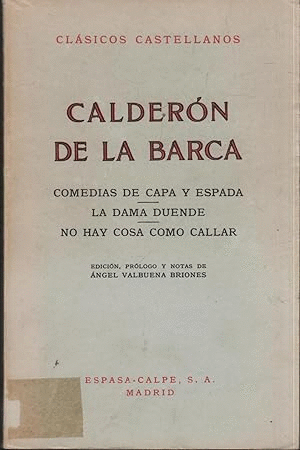 CLÁSICOS CASTELLANOS
CALDERÓN
DE LA BARCA
COMEDIAS DE CAPA Y ESPADA
LA DAMA DUENDE
NO HAY COSA COMO CALLAR
EDICIÓN, PRÓLOGO Y NOTAS DE
ÁNGEL VALBUENA BRIONES
ESPASA-CALPE, S. A.
MADRID